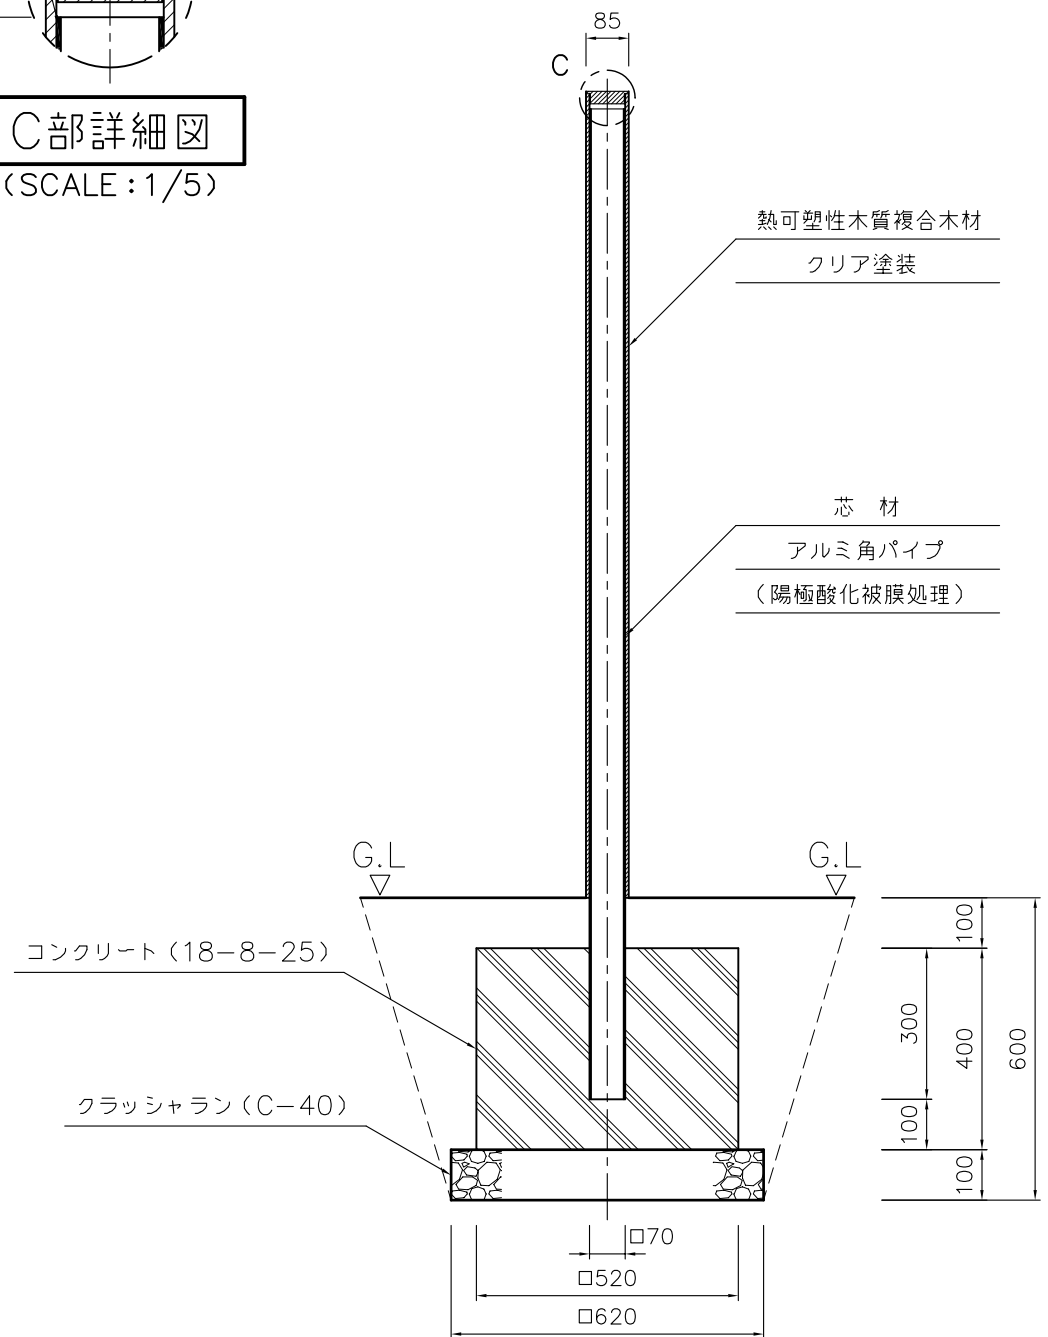 85
C
C部詳細図
(SCALE:1/5)
熱可塑性木質複合木材
クリア塗装
芯 材
アルミ角パイプ
(陽極酸化被膜処理)
G.L
G.L
コンクリート(18-8-25)
クラッシャラン(C-40)
100
300
400
600
100
100
□70
□520
□620